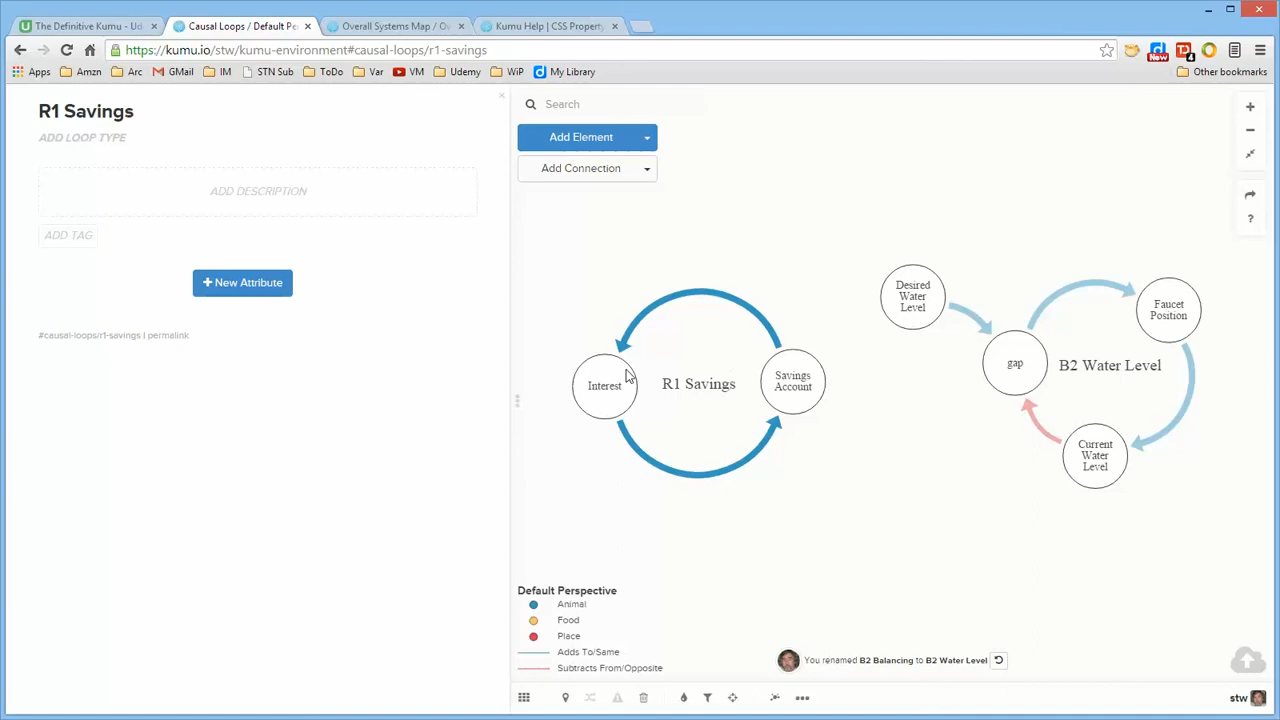 The Definitive Kumu - Ud
Causal Loops / Default Pe
Overall Systems Map / Ov
Kumu Help | CSS Property
https://kumu.io/stw/kumu-environment#causal-loops/r1-savings
New
4
Apps Amzn Arc GMail IM STN Sub ToDo Var VM Udemy WiP My Library Other bookmarks
R1 Savings
ADD LOOP TYPE
ADD DESCRIPTION
ADD TAG
+ New Attribute
#causal-loops/r1-savings | permalink
Search
Add Element
Add Connection
?
Interest
R1 Savings
Savings
Account
Desired
Water
Level
gap
Faucet
Position
B2 Water Level
Current
Water
Level
Default Perspective
Animal
Food
Place
Adds To/Same
Subtracts From/Opposite
You renamed B2 Balancing to B2 Water Level
stw